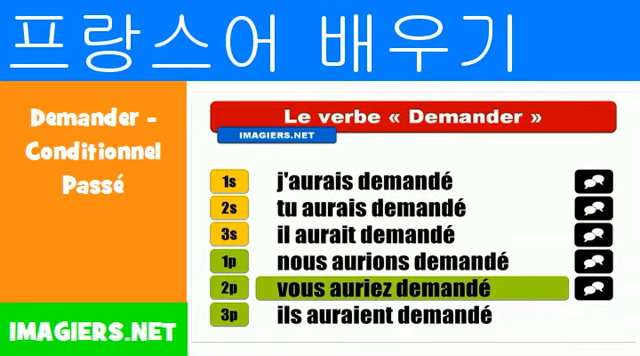 프랑스어 배우기
Demander -
Conditionnel
Passé
IMAGIERS.NET
Le verbe « Demander »
IMAGIERS.NET
1s j'aurais demandé
2s tu aurais demandé
3s il aurait demandé
1p nous aurions demandé
2p vous auriez demandé
3p ils auraient demandé